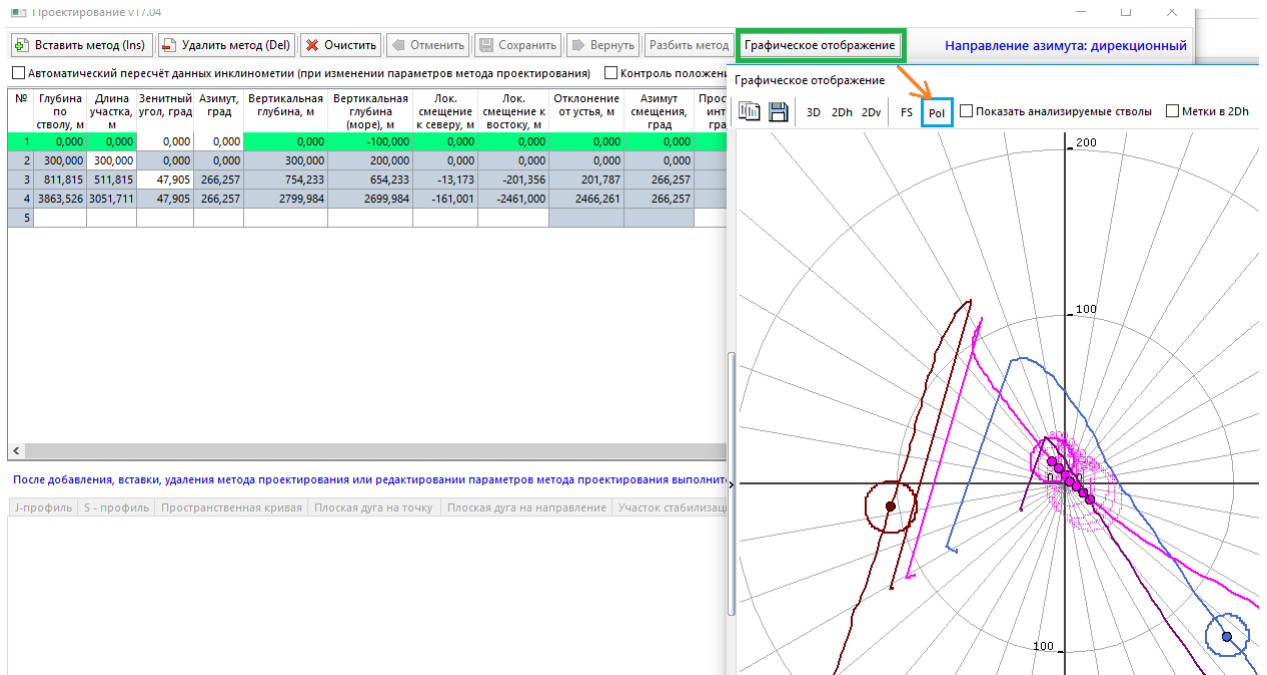 Проектирование v17.04
Вставить метод (Ins) Удалить метод (Del) Очистить Отменить Сохранить Вернуть Разбить метод Графическое отображение Направление азимута: дирекционный
Автоматический пересчёт данных инклинометии (при изменении параметров метода проектирования) Контроль
Графическое отображение
3D 2Dh 2Dv FS Pol Показать анализируемые стволы Метки в 2Dh
№ Глубина Длина Зенитный Азимут, Вертикальная Вертикальная Лок. Лок. Отклонение Азимут
по участка, угол, град град глубина, м глубина смещение смещение к от устья, м смещения,
стволу, м м (море), м к северу, м востоку, м град
1 0,000 0,000 0,000 0,000 0,000 -100,000 0,000 0,000 0,000 0,000
2 300,000 300,000 0,000 0,000 300,000 200,000 0,000 0,000 0,000 0,000
3 811,815 511,815 47,905 266,257 754,233 654,233 -13,173 -201,356 201,787 266,257
4 3863,526 3051,711 47,905 266,257 2799,984 2699,984 -161,001 -2461,000 2466,261 266,257
5
200
100
100
После добавления, вставки, удаления метода проектирования или редактировании параметров метода проектирования
J-профиль S - профиль Пространственная кривая Плоская дуга на точку Плоская дуга на направление Участок